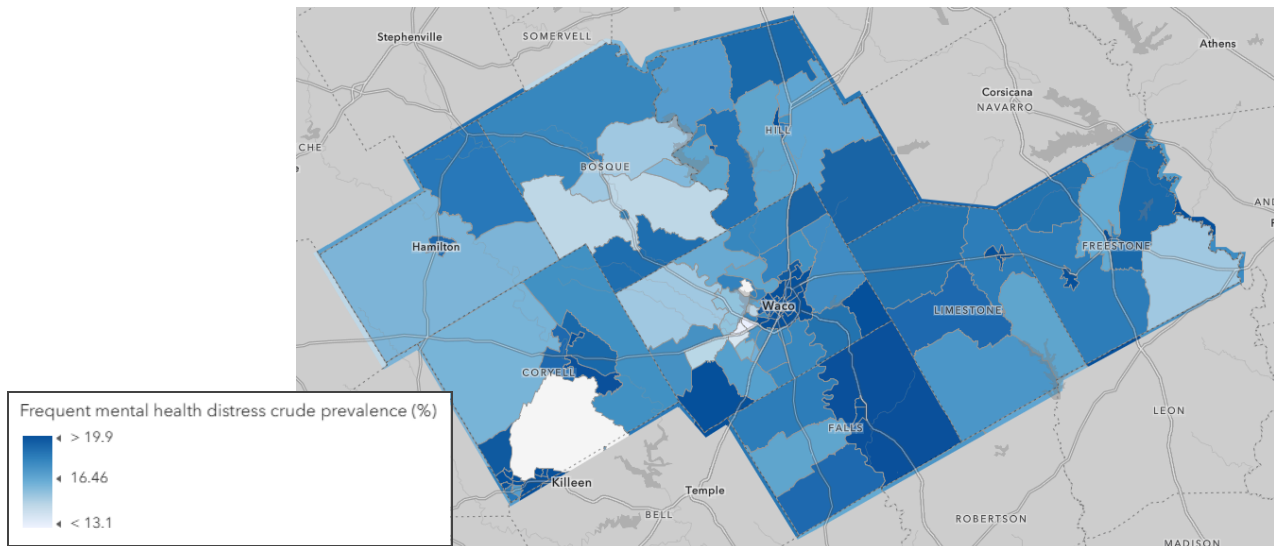 Stephenville
SOMERVELL
Athens
Corsicana
NAVARRO
HILL
CHE
BOSQUE
AND
Hamilton
FREESTONE
Waco
LIMESTONE
CORYELL
LEON
FALLS
Killeen
Temple
BELL
ROBERTSON
MADISON
Frequent mental health distress crude prevalence (%)
> 19.9
16.46
< 13.1